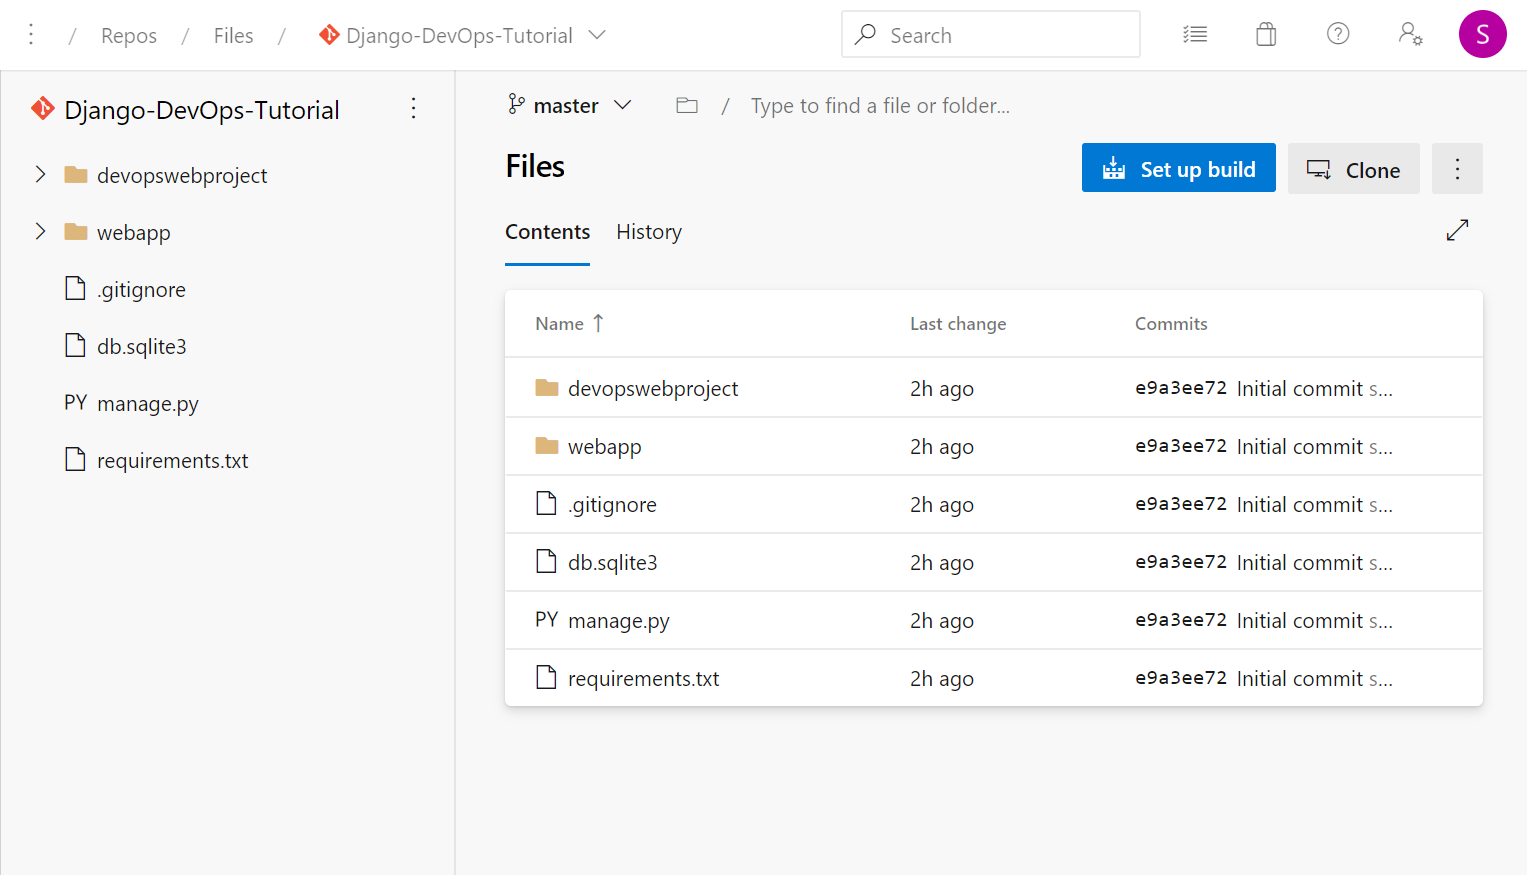 / Repos / Files / Django-DevOps-Tutorial Search S
Django-DevOps-Tutorial
devopswebproject
webapp
.gitignore
db.sqlite3
PY manage.py
requirements.txt
master / Type to find a file or folder...
Files Set up build Clone
Contents History
Name Last change Commits
devopswebproject 2h ago e9a3ee72 Initial commit s...
webapp 2h ago e9a3ee72 Initial commit s...
.gitignore 2h ago e9a3ee72 Initial commit s...
db.sqlite3 2h ago e9a3ee72 Initial commit s...
PY manage.py 2h ago e9a3ee72 Initial commit s...
requirements.txt 2h ago e9a3ee72 Initial commit s...